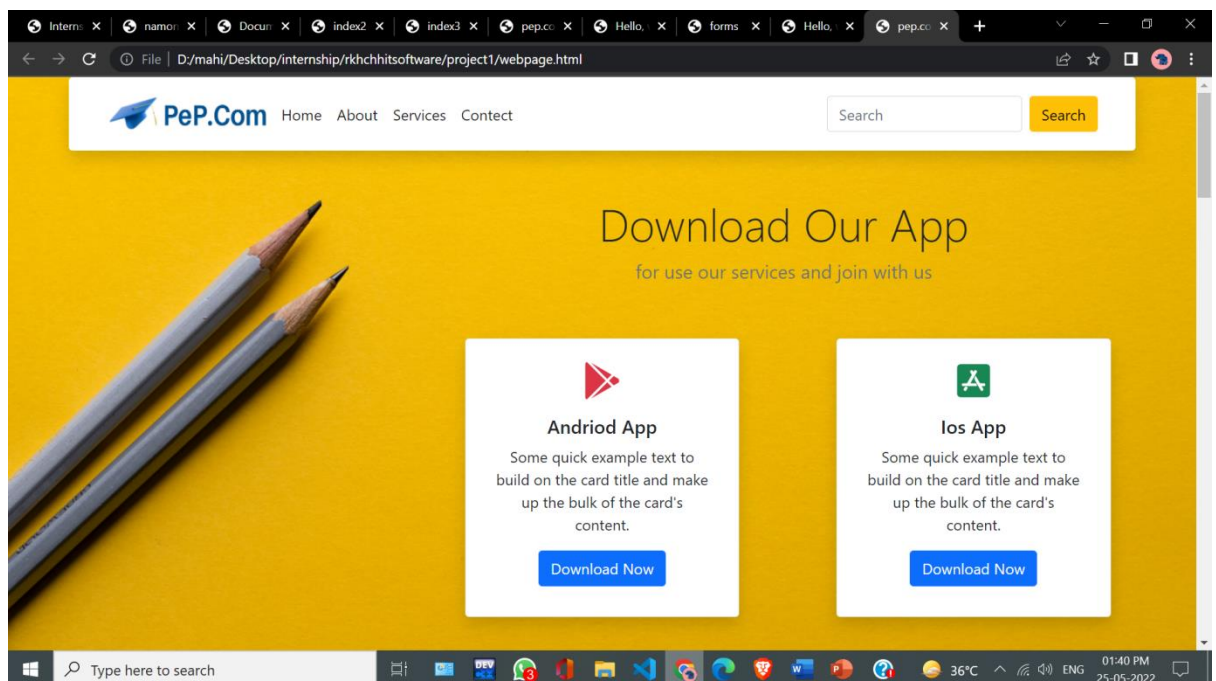 Interns namon Docum index2 index3 pep.co Hello, forms Hello, pep.co
File | D:/mahi/Desktop/internship/rkhchhitsoftware/project1/webpage.html
PeP.Com Home About Services Contect Search Search
Download Our App
for use our services and join with us
Andriod App
Some quick example text to
build on the card title and make
up the bulk of the card's
content.
Download Now
Ios App
Some quick example text to
build on the card title and make
up the bulk of the card's
content.
Download Now
Type here to search DEV 36°C ENG 01:40 PM
25-05-2022